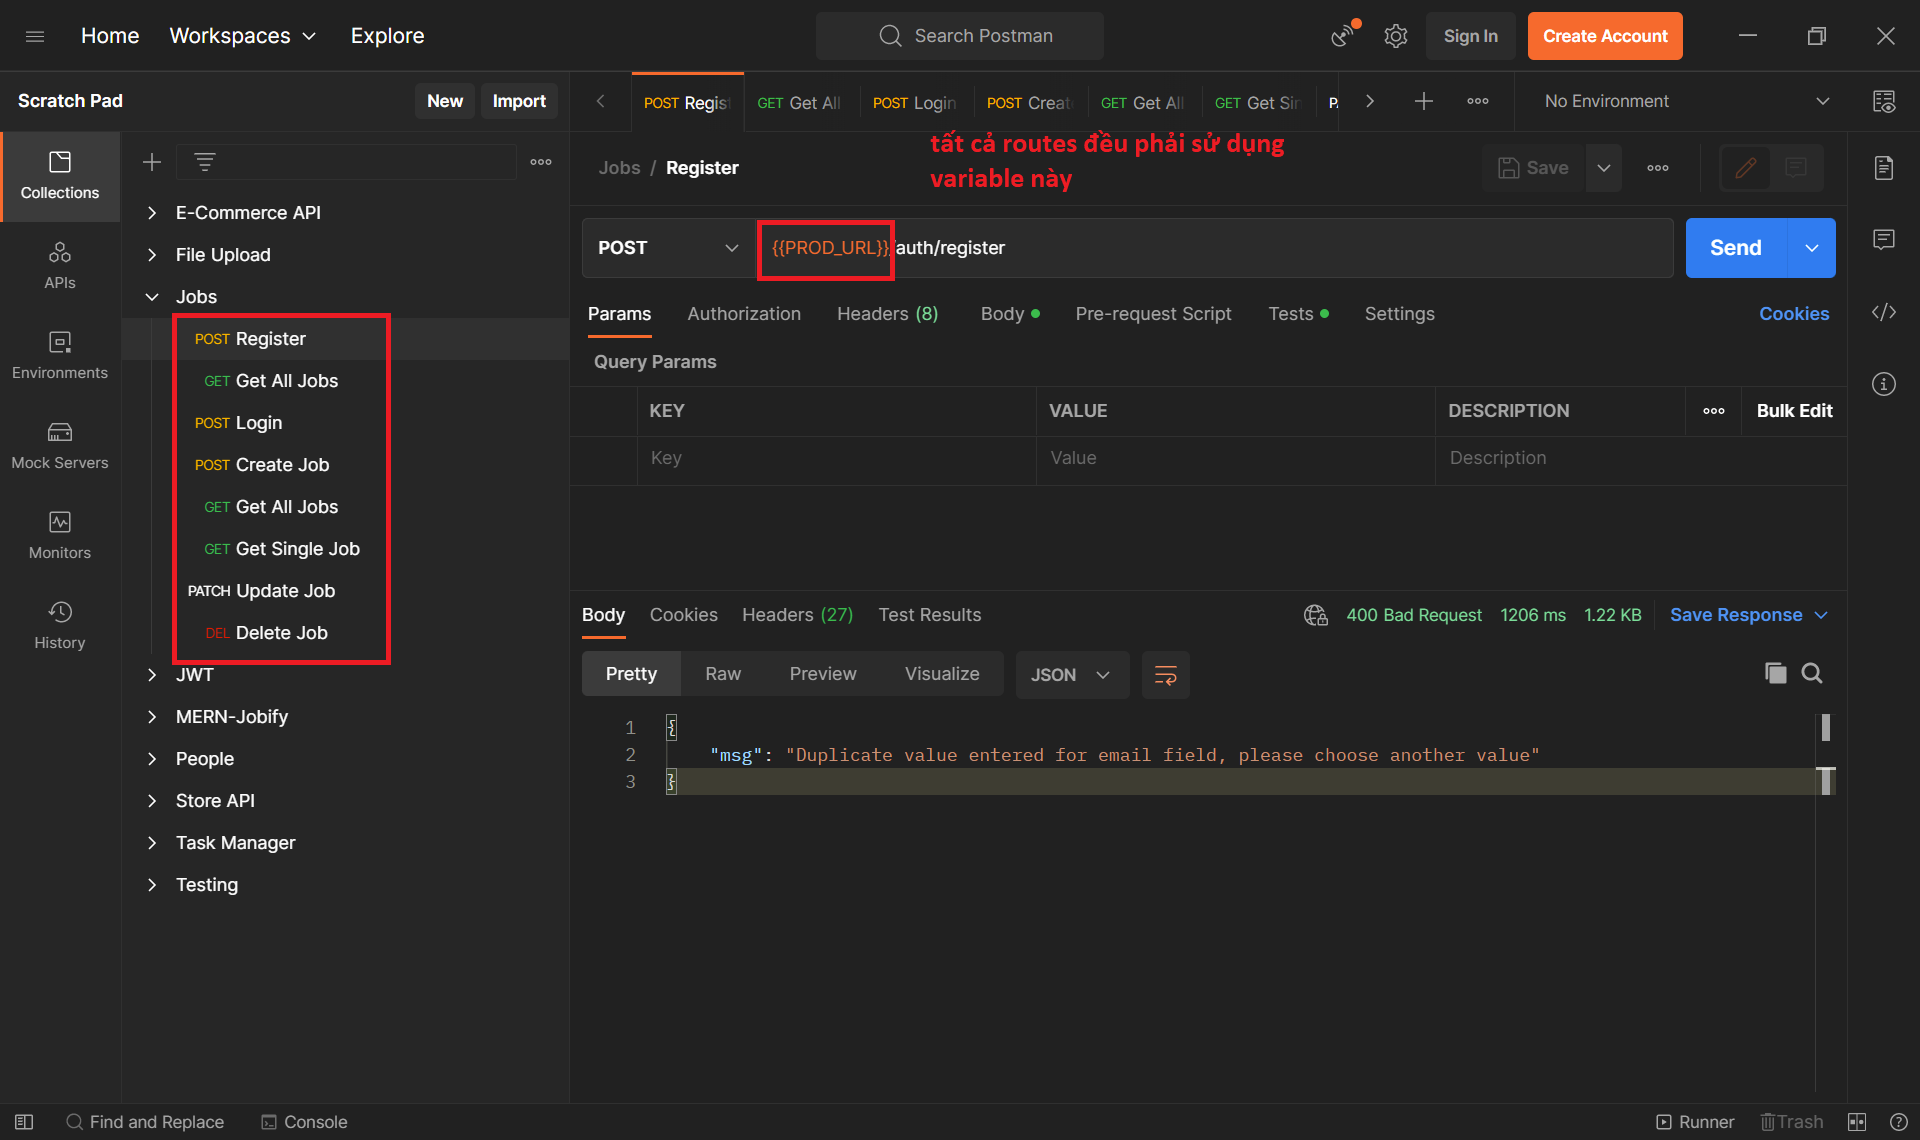 Home Workspaces Explore Search Postman Sign In Create Account
Scratch Pad New Import
POST Regist GET Get All POST Login POST Creat GET Get All GET Get Sin No Environment
tất cả routes đều phải sử dụng
variable này
Jobs / Register Save
Collections
APIs
Environments
Mock Servers
Monitors
History
E-Commerce API
File Upload
Jobs
POST Register
GET Get All Jobs
POST Login
POST Create Job
GET Get All Jobs
GET Get Single Job
PATCH Update Job
DEL Delete Job
JWT
MERN-Jobify
People
Store API
Task Manager
Testing
POST {{PROD_URL}}/auth/register Send
Params Authorization Headers (8) Body Pre-request Script Tests Settings Cookies
Query Params
KEY VALUE DESCRIPTION Bulk Edit
Key Value Description
Body Cookies Headers (27) Test Results 400 Bad Request 1206 ms 1.22 KB Save Response
Pretty Raw Preview Visualize JSON
1 {
2 "msg": "Duplicate value entered for email field, please choose another value"
3 }
Find and Replace Console Runner Trash